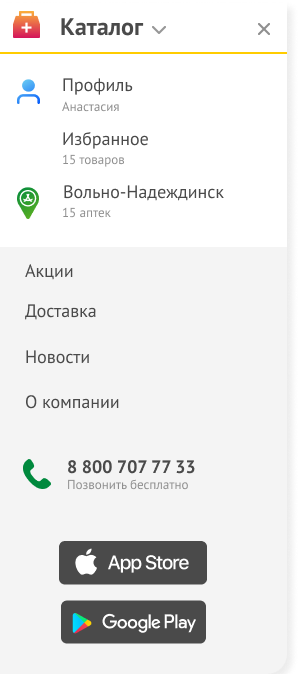 Каталог
Профиль
Анастасия
Избранное
15 товаров
Вольно-Надеждинск
15 аптек
Акции
Доставка
Новости
О компании
8 800 707 77 33
Позвонить бесплатно
App Store
Google Play